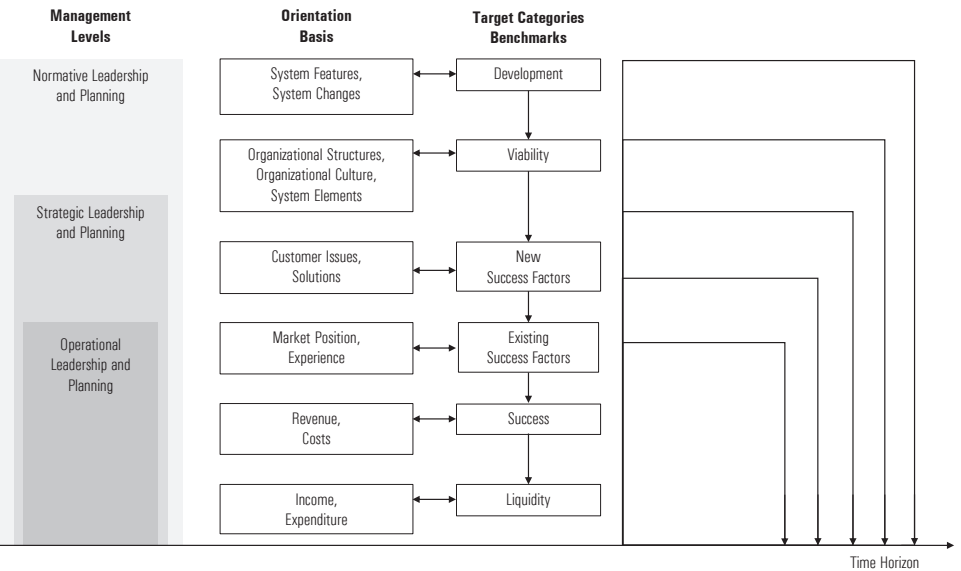 Management
Levels
Orientation
Basis
Target Categories
Benchmarks
Normative Leadership
and Planning
System Features,
System Changes
Development
Organizational Structures,
Organizational Culture,
System Elements
Viability
Strategic Leadership
and Planning
Customer Issues,
Solutions
New
Success Factors
Operational
Leadership and
Planning
Market Position,
Experience
Existing
Success Factors
Revenue,
Costs
Success
Income,
Expenditure
Liquidity
Time Horizon